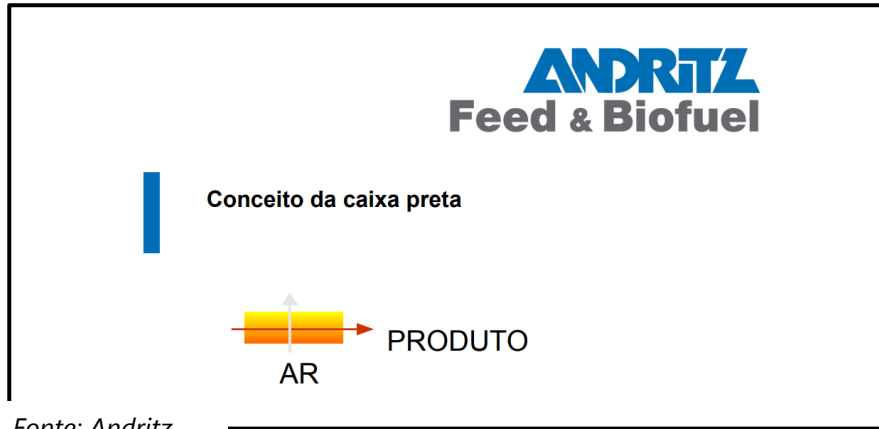 ANDRITZ
Feed & Biofuel
Conceito da caixa preta
PRODUTO
AR
Fonte: Andritz